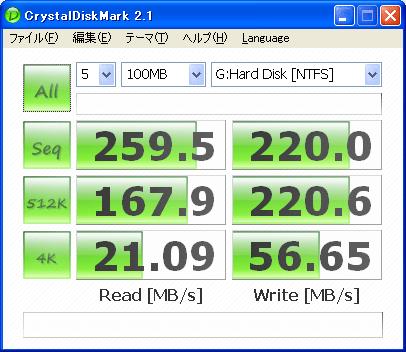 CrystalDiskMark 2.1
ファイル(F) 編集(E) テーマ(T) ヘルプ(H) Language
All 5 100MB G:Hard Disk [NTFS]
Seq 259.5 220.0
512K 167.9 220.6
4K 21.09 56.65
Read [MB/s] Write [MB/s]